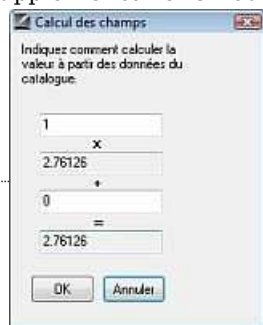 Calcul des champs
Indiquez comment calculer la
valeur à partir des données du
catalogue.
1
x
2.76126
+
0
=
2.76126
OK Annuler